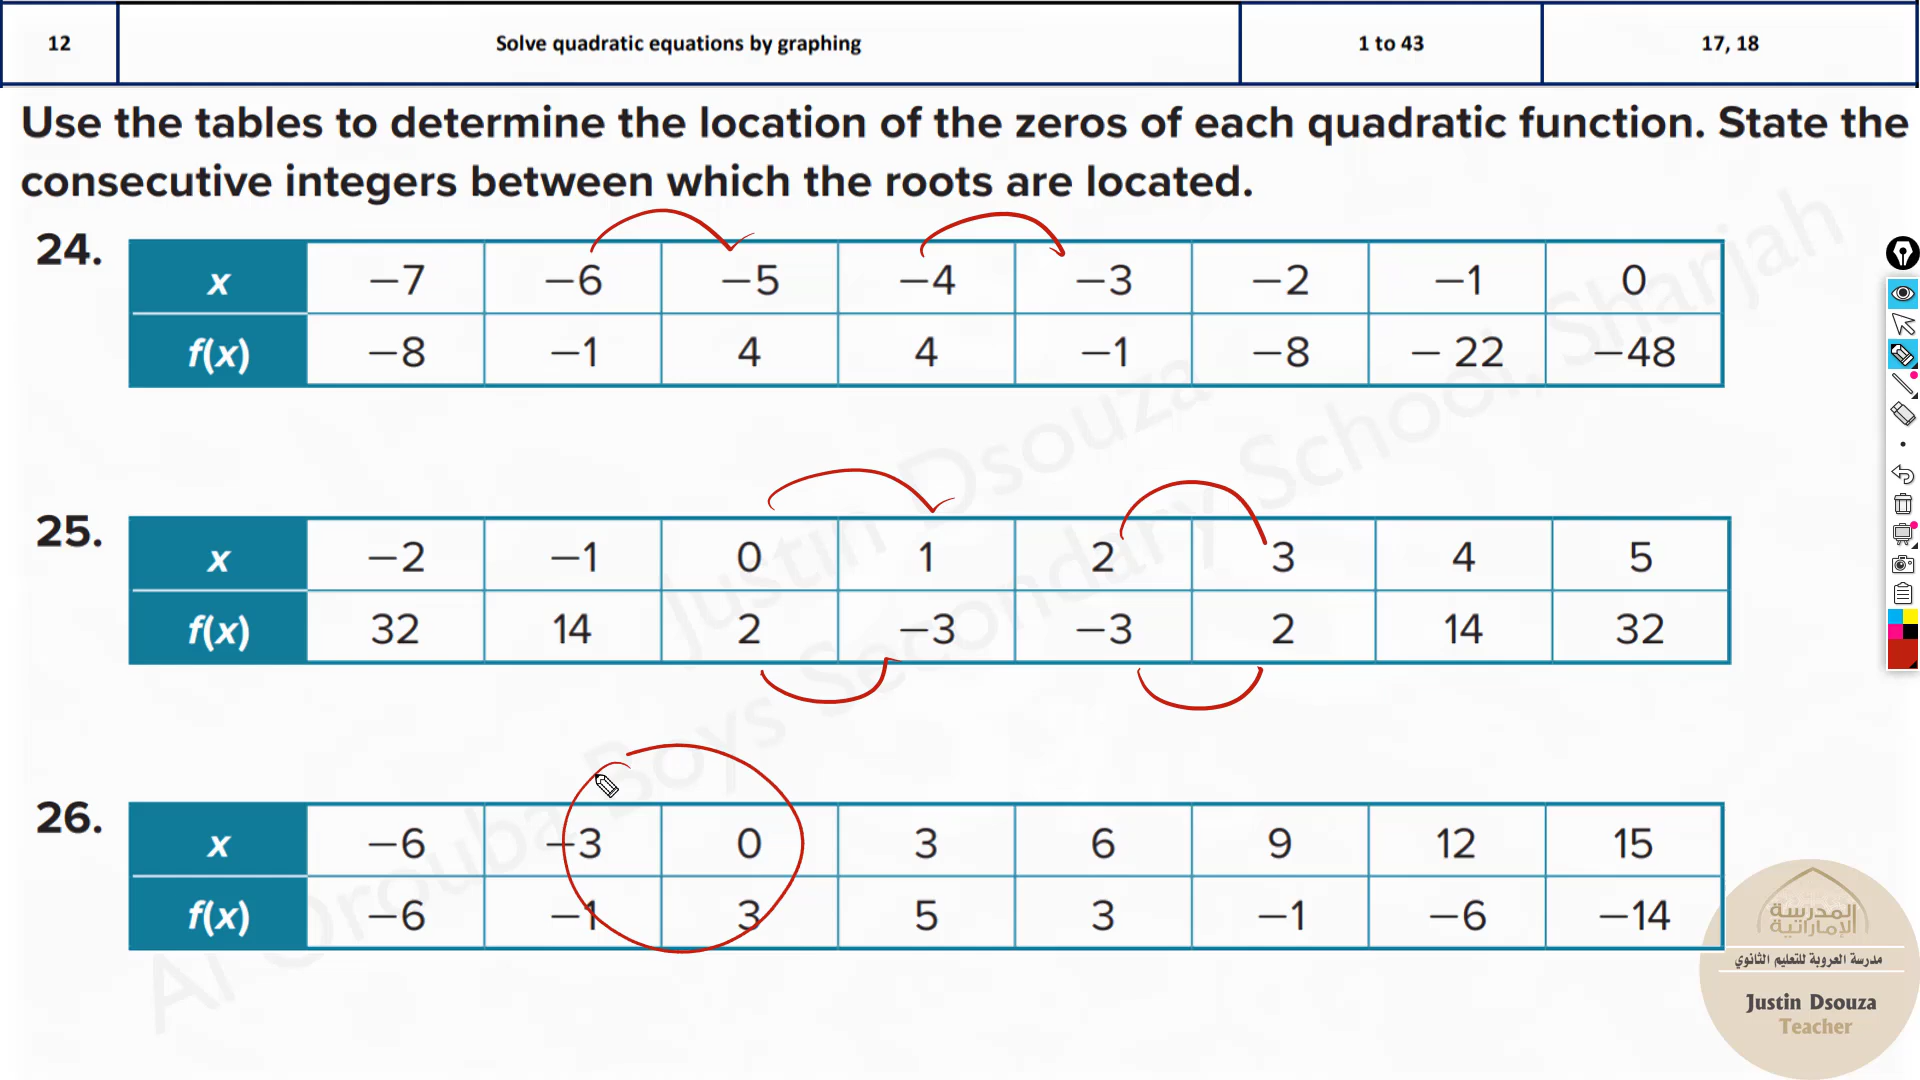 12 Solve quadratic equations by graphing 1 to 43 17, 18
Use the tables to determine the location of the zeros of each quadratic function. State the
consecutive integers between which the roots are located.
24.
x −7 −6 −5 −4 −3 −2 −1 0
f(x) −8 −1 4 4 −1 −8 − 22 −48
25.
x −2 −1 0 1 2 3 4 5
f(x) 32 14 2 −3 −3 2 14 32
26.
x −6 −3 0 3 6 9 12 15
f(x) −6 −1 3 5 3 −1 −6 −14
Justin Dsouza
Al Orouba Boys Secondary School, Sharjah
المدرسة
الإماراتية
مدرسة العروبة للتعليم الثانوي
Justin Dsouza
Teacher